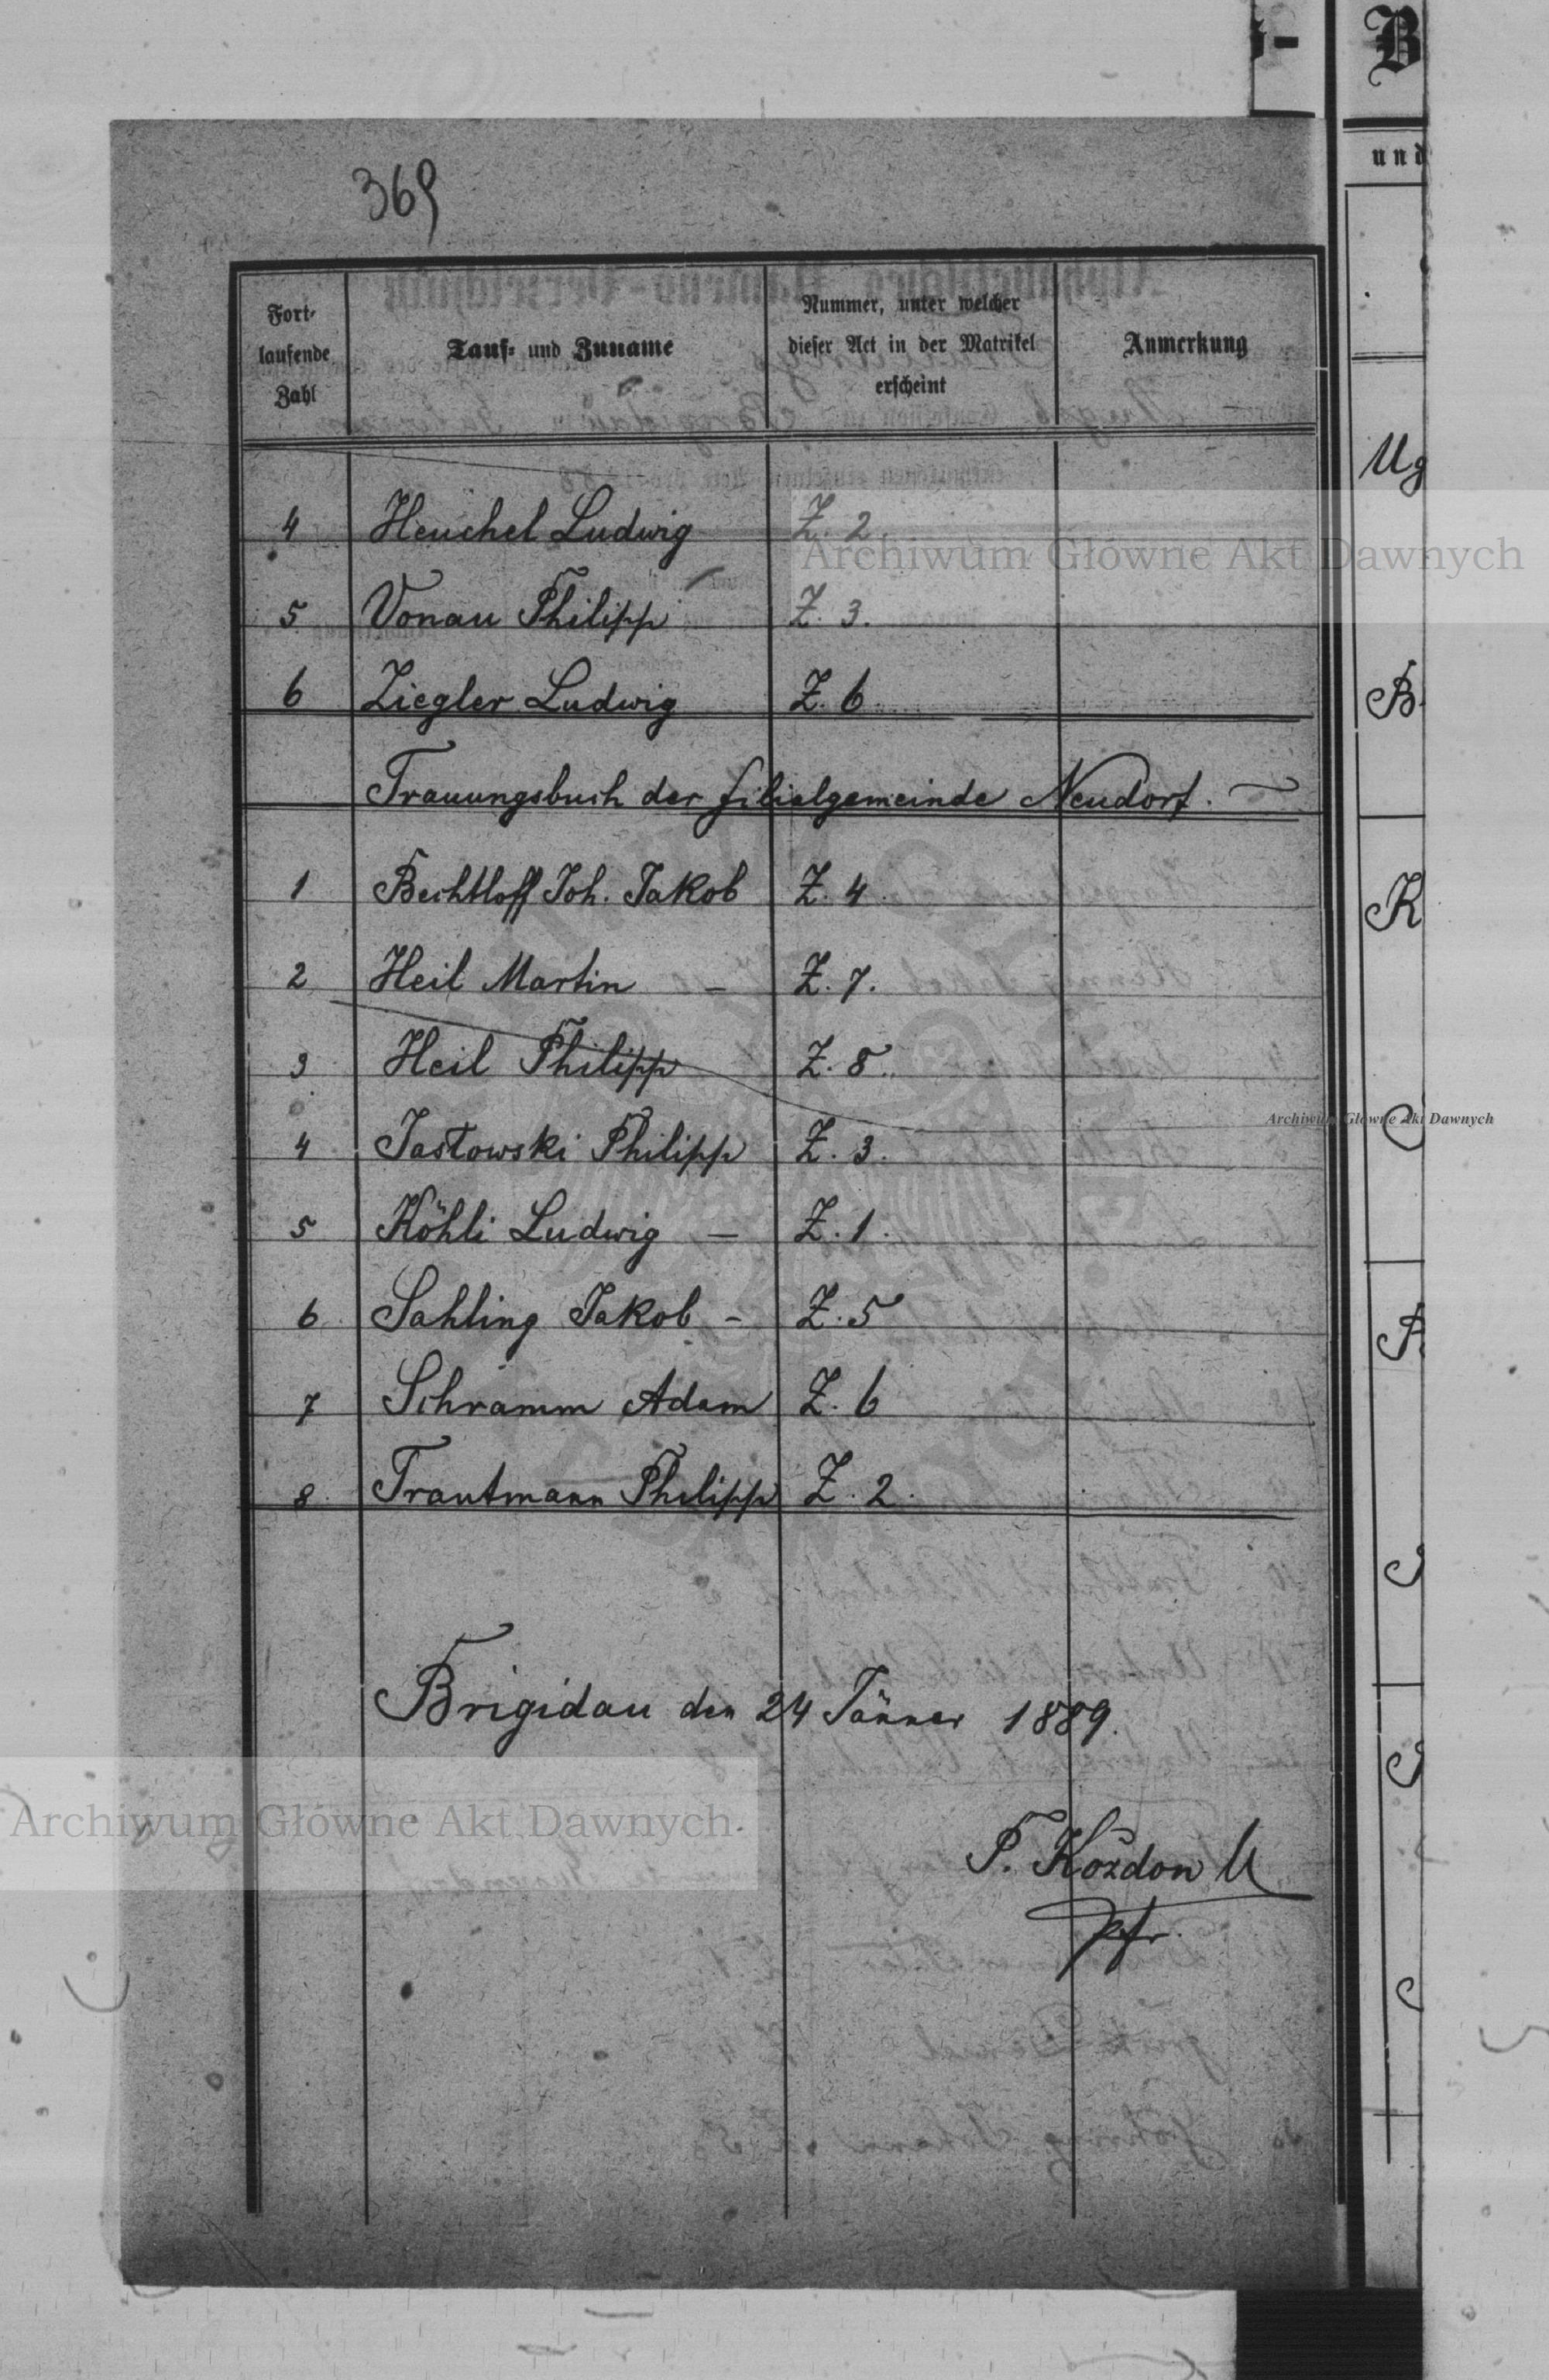 369
Fort-
laufende
Zahl
Tauf- und Zuname
Nummer, unter welcher
dieser Act in der Matrikel
erscheint
Anmerkung
4 Heuchel Ludwig Z. 2.
5 Vonau Philipp Z. 3.
6 Ziegler Ludwig Z. 6
Trauungsbuch der Filialgemeinde Neudorf.
1 Bechtloff Joh. Jakob Z. 4
2 Heil Martin – Z. 7.
3 Heil Philipp Z. 8.
4 Jastowski Philipp Z. 3.
5 Köhli Ludwig – Z. 1.
6 Sahling Jakob – Z. 5
7 Schramm Adam Z. 6
8 Trautmann Philipp Z. 2.
Brigidau den 24 Jänner 1889.
P. Kozdon
Pfr.
B
und
Ug
B
K
Archiwum Główne Akt Dawnych
Archiwum Główne Akt Dawnych
Archiwum Główne Akt Dawnych